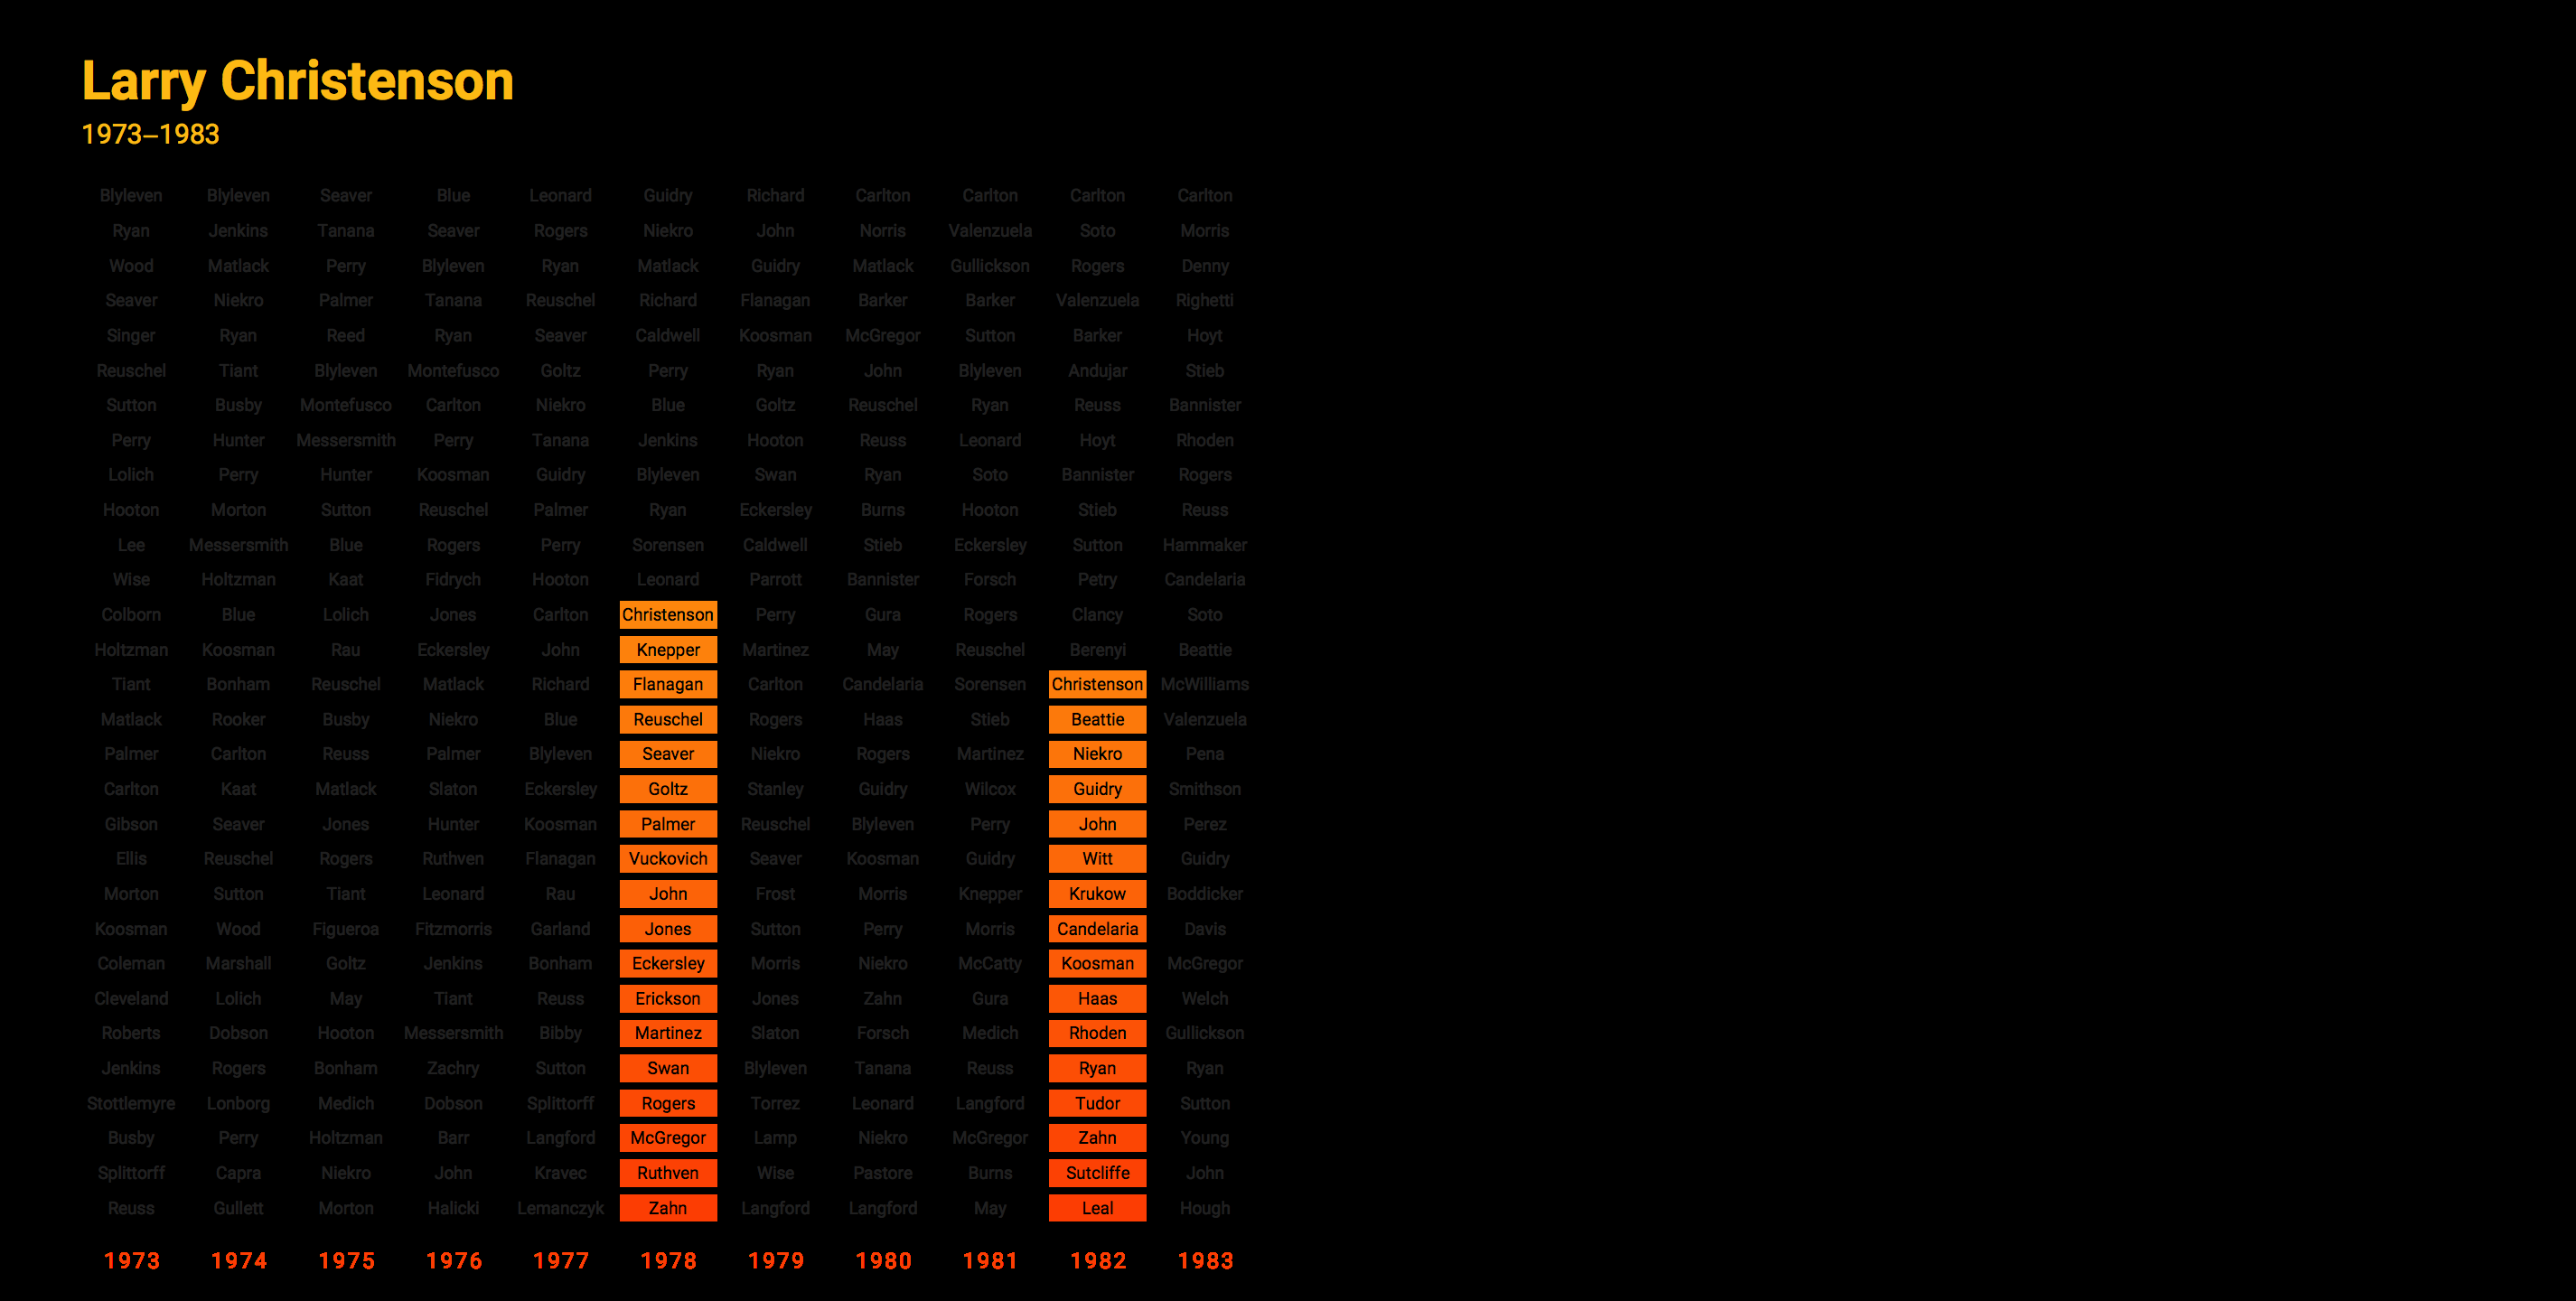 Larry Christenson
1973–1983
Blyleven Blyleven Seaver Blue Leonard Guidry Richard Carlton Carlton Carlton Carlton
Ryan Jenkins Tanana Seaver Rogers Niekro John Norris Valenzuela Soto Morris
Wood Matlack Perry Blyleven Ryan Matlack Guidry Matlack Gullickson Rogers Denny
Seaver Niekro Palmer Tanana Reuschel Richard Flanagan Barker Barker Valenzuela Righetti
Singer Ryan Reed Ryan Seaver Caldwell Koosman McGregor Sutton Barker Hoyt
Reuschel Tiant Blyleven Montefusco Goltz Perry Ryan John Blyleven Andujar Stieb
Sutton Busby Montefusco Carlton Niekro Blue Goltz Reuschel Ryan Reuss Bannister
Perry Hunter Messersmith Perry Tanana Jenkins Hooton Reuss Leonard Hoyt Rhoden
Lolich Perry Hunter Koosman Guidry Blyleven Swan Ryan Soto Bannister Rogers
Hooton Morton Sutton Reuschel Palmer Ryan Eckersley Burns Hooton Stieb Reuss
Lee Messersmith Blue Rogers Perry Sorensen Caldwell Stieb Eckersley Sutton Hammaker
Wise Holtzman Kaat Fidrych Hooton Leonard Parrott Bannister Forsch Petry Candelaria
Colborn Blue Lolich Jones Carlton Christenson Perry Gura Rogers Clancy Soto
Holtzman Koosman Rau Eckersley John Knepper Martinez May Reuschel Berenyi Beattie
Tiant Bonham Reuschel Matlack Richard Flanagan Carlton Candelaria Sorensen Christenson McWilliams
Matlack Rooker Busby Niekro Blue Reuschel Rogers Haas Stieb Beattie Valenzuela
Palmer Carlton Reuss Palmer Blyleven Seaver Niekro Rogers Martinez Niekro Pena
Carlton Kaat Matlack Slaton Eckersley Goltz Stanley Guidry Wilcox Guidry Smithson
Gibson Seaver Jones Hunter Koosman Palmer Reuschel Blyleven Perry John Perez
Ellis Reuschel Rogers Ruthven Flanagan Vuckovich Seaver Koosman Guidry Witt Guidry
Morton Sutton Tiant Leonard Rau John Frost Morris Knepper Krukow Boddicker
Koosman Wood Figueroa Fitzmorris Garland Jones Sutton Perry Morris Candelaria Davis
Coleman Marshall Goltz Jenkins Bonham Eckersley Morris Niekro McCatty Koosman McGregor
Cleveland Lolich May Tiant Reuss Erickson Jones Zahn Gura Haas Welch
Roberts Dobson Hooton Messersmith Bibby Martinez Slaton Forsch Medich Rhoden Gullickson
Jenkins Rogers Bonham Zachry Sutton Swan Blyleven Tanana Reuss Ryan Ryan
Stottlemyre Lonborg Medich Dobson Splittorff Rogers Torrez Leonard Langford Tudor Sutton
Busby Perry Holtzman Barr Langford McGregor Lamp Niekro McGregor Zahn Young
Splittorff Capra Niekro John Kravec Ruthven Wise Pastore Burns Sutcliffe John
Reuss Gullett Morton Halicki Lemanczyk Zahn Langford Langford May Leal Hough
1973 1974 1975 1976 1977 1978 1979 1980 1981 1982 1983